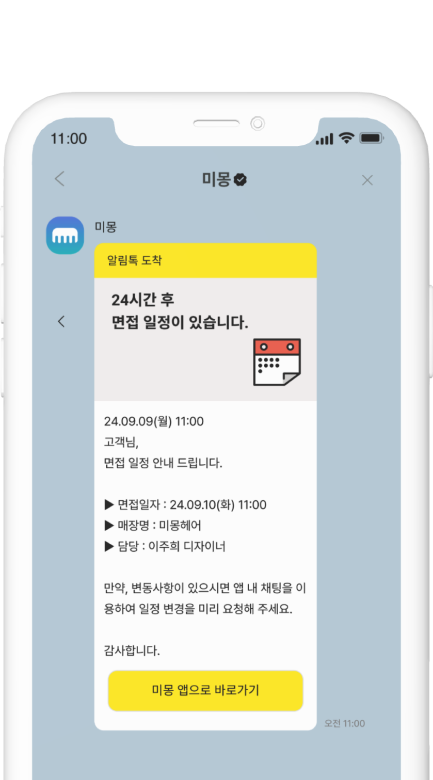 11:00
미몽
미몽
알림톡 도착
24시간 후
면접 일정이 있습니다.
24.09.09(월) 11:00
고객님,
면접 일정 안내 드립니다.
▶ 면접일자 : 24.09.10(화) 11:00
▶ 매장명 : 미몽헤어
▶ 담당 : 이주희 디자이너
만약, 변동사항이 있으시면 앱 내 채팅을 이
용하여 일정 변경을 미리 요청해 주세요.
감사합니다.
미몽 앱으로 바로가기
오전 11:00